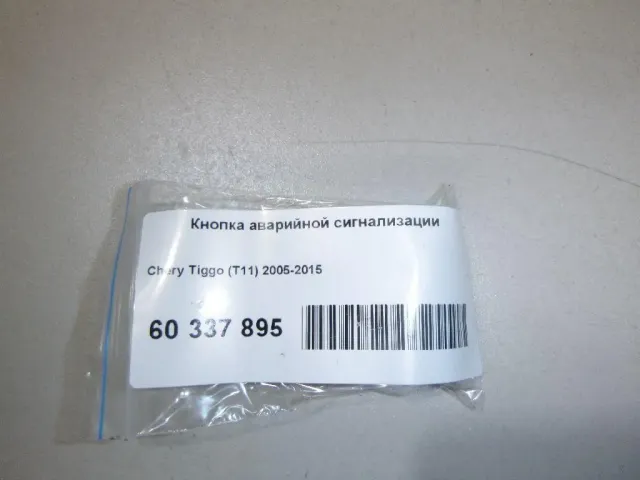 Кнопка аварийной сигнализации
Chery Tiggo (T11) 2005-2015
60 337 895